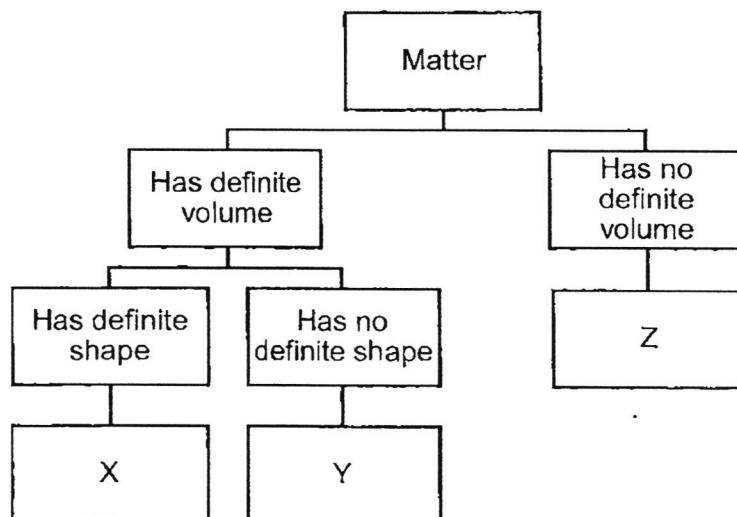 Matter
Has definite
volume
Has no
definite
volume
Has definite
shape
Has no
definite shape
Z
X
Y